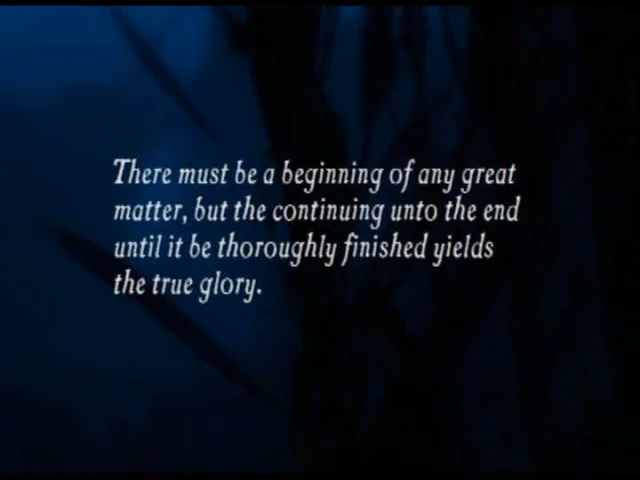 There must be a beginning of any great
matter, but the continuing unto the end
until it be thoroughly finished yields
the true glory.